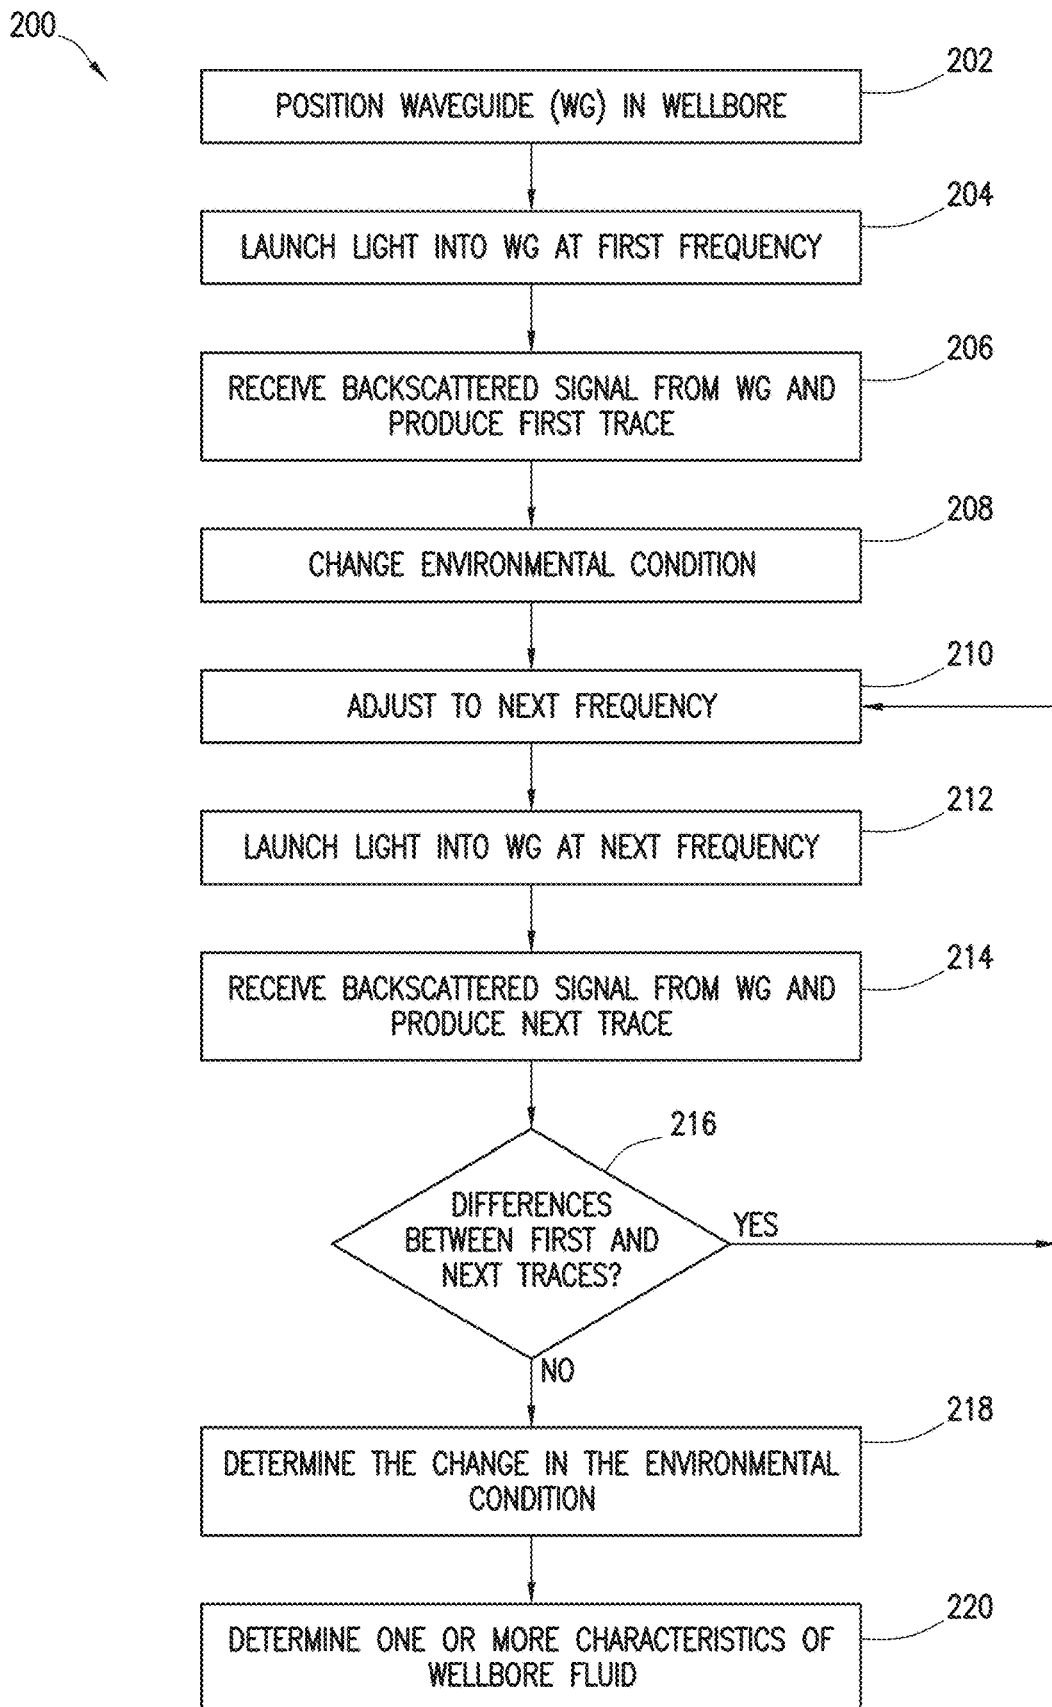 200
202
POSITION WAVEGUIDE (WG) IN WELLBORE
204
LAUNCH LIGHT INTO WG AT FIRST FREQUENCY
206
RECEIVE BACKSCATTERED SIGNAL FROM WG AND
PRODUCE FIRST TRACE
208
CHANGE ENVIRONMENTAL CONDITION
210
ADJUST TO NEXT FREQUENCY
212
LAUNCH LIGHT INTO WG AT NEXT FREQUENCY
214
RECEIVE BACKSCATTERED SIGNAL FROM WG AND
PRODUCE NEXT TRACE
216
DIFFERENCES
BETWEEN FIRST AND
NEXT TRACES?
YES
NO
218
DETERMINE THE CHANGE IN THE ENVIRONMENTAL
CONDITION
220
DETERMINE ONE OR MORE CHARACTERISTICS OF
WELLBORE FLUID